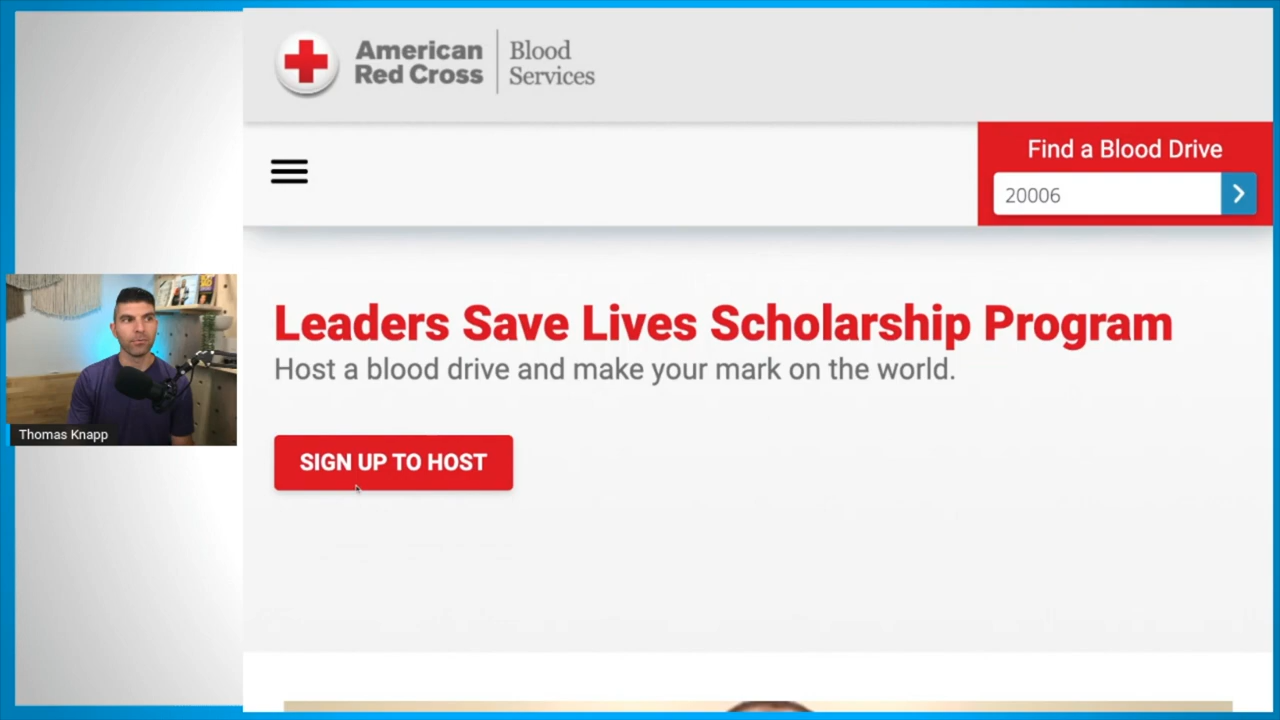 American
Red Cross
Blood
Services
Find a Blood Drive
20006
Leaders Save Lives Scholarship Program
Host a blood drive and make your mark on the world.
SIGN UP TO HOST
Thomas Knapp